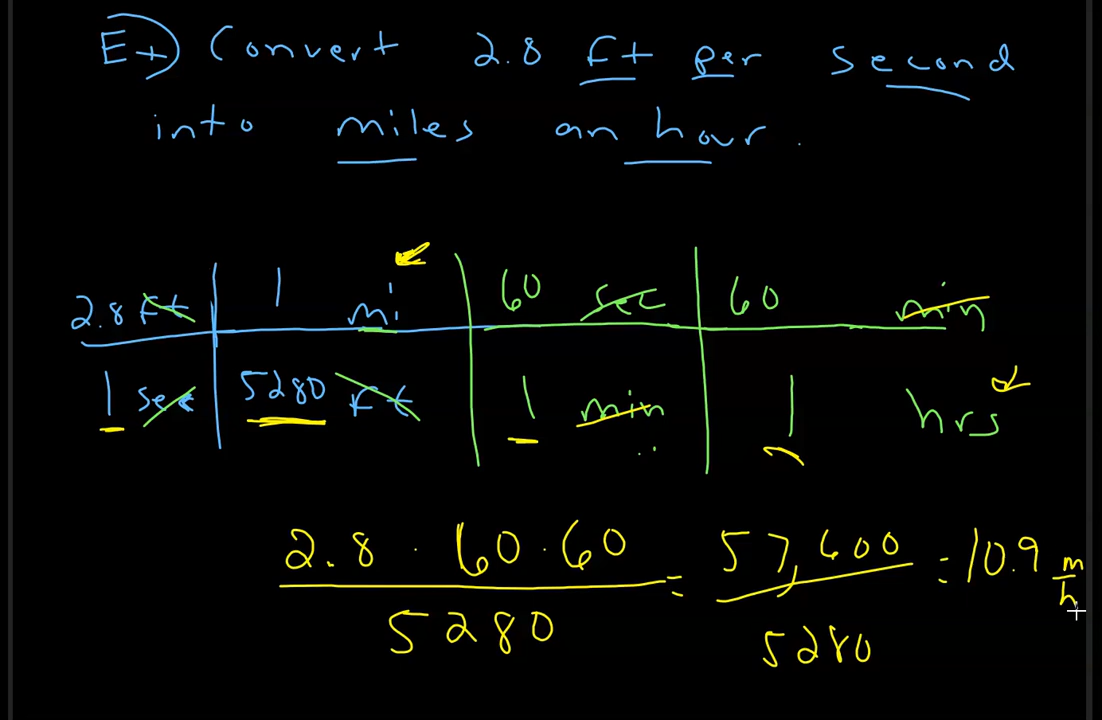 Ex) Convert 2.8 ft per second
into miles an hour.
2.8 ft | 1 mi | 60 sec | 60 min
1 sec | 5280 ft | 1 min | 1 hrs
2.8 · 60 · 60 = 57,600 = 10.9 m
5280 5280 h